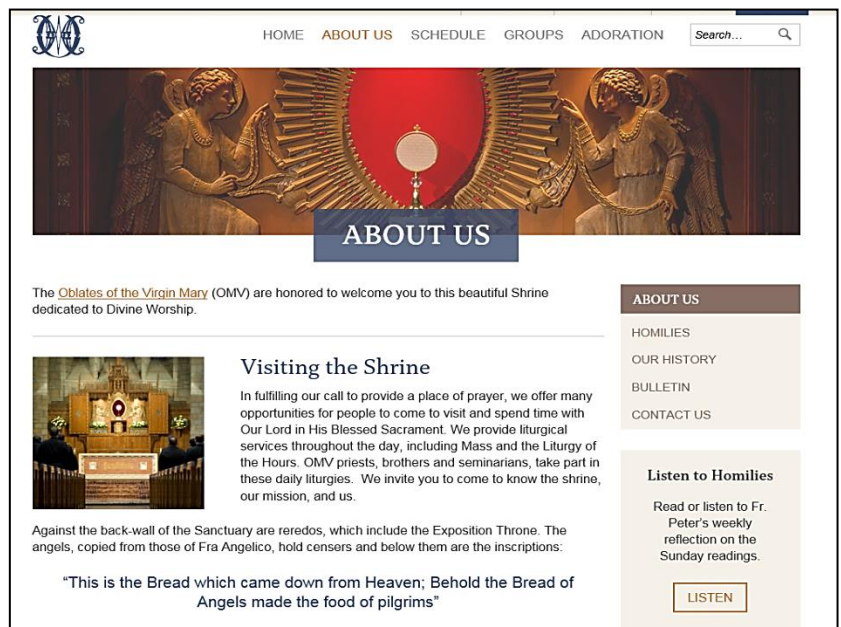 HOME ABOUT US SCHEDULE GROUPS ADORATION Search...
ABOUT US
The Oblates of the Virgin Mary (OMV) are honored to welcome you to this beautiful Shrine
dedicated to Divine Worship.
Visiting the Shrine
In fulfilling our call to provide a place of prayer, we offer many
opportunities for people to come to visit and spend time with
Our Lord in His Blessed Sacrament. We provide liturgical
services throughout the day, including Mass and the Liturgy of
the Hours. OMV priests, brothers and seminarians, take part in
these daily liturgies.  We invite you to come to know the shrine,
our mission, and us.
Against the back-wall of the Sanctuary are reredos, which include the Exposition Throne. The
angels, copied from those of Fra Angelico, hold censers and below them are the inscriptions:
“This is the Bread which came down from Heaven; Behold the Bread of
Angels made the food of pilgrims”
ABOUT US
HOMILIES
OUR HISTORY
BULLETIN
CONTACT US
Listen to Homilies
Read or listen to Fr.
Peter’s weekly
reflection on the
Sunday readings.
LISTEN